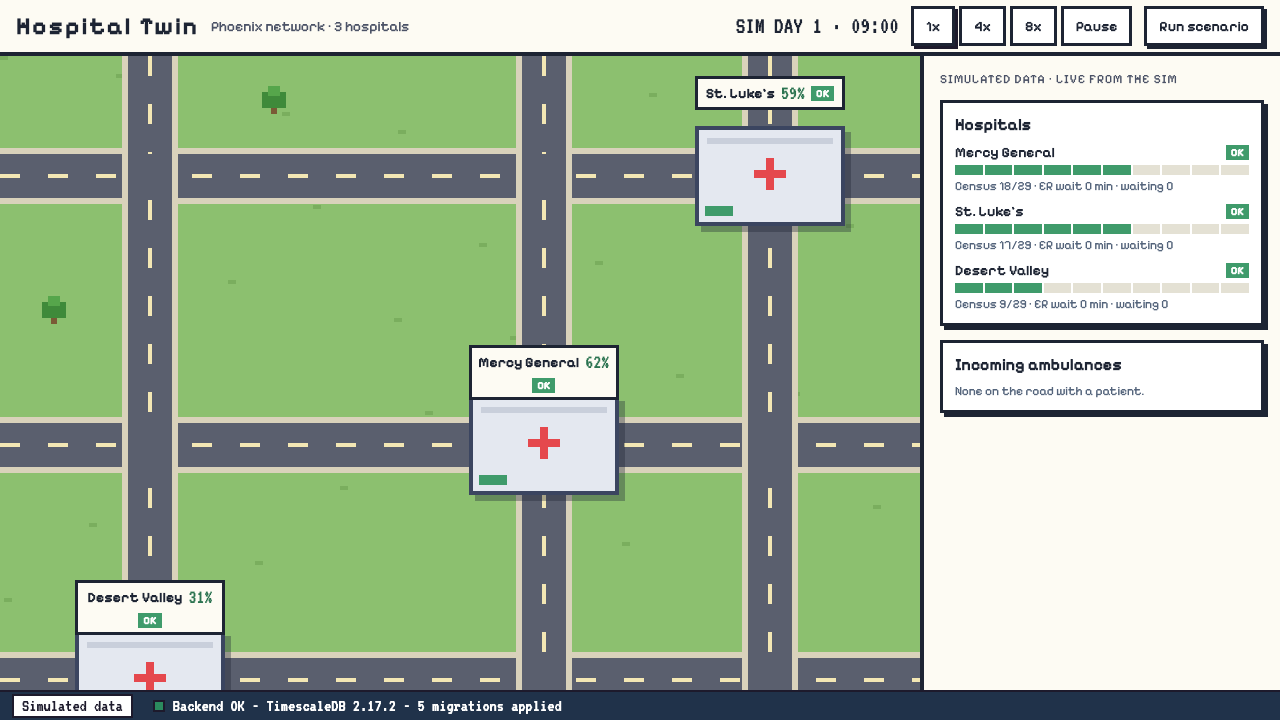 Hospital Twin Phoenix network · 3 hospitals SIM DAY 1 · 09:00 1x 4x 8x Pause Run scenario
St. Luke's 59% OK
Mercy General 62%
OK
Desert Valley 31%
OK
SIMULATED DATA · LIVE FROM THE SIM
Hospitals
Mercy General OK
Census 18/29 · ER wait 0 min · waiting 0
St. Luke's OK
Census 17/29 · ER wait 0 min · waiting 0
Desert Valley OK
Census 9/29 · ER wait 0 min · waiting 0
Incoming ambulances
None on the road with a patient.
Simulated data Backend OK - TimescaleDB 2.17.2 - 5 migrations applied